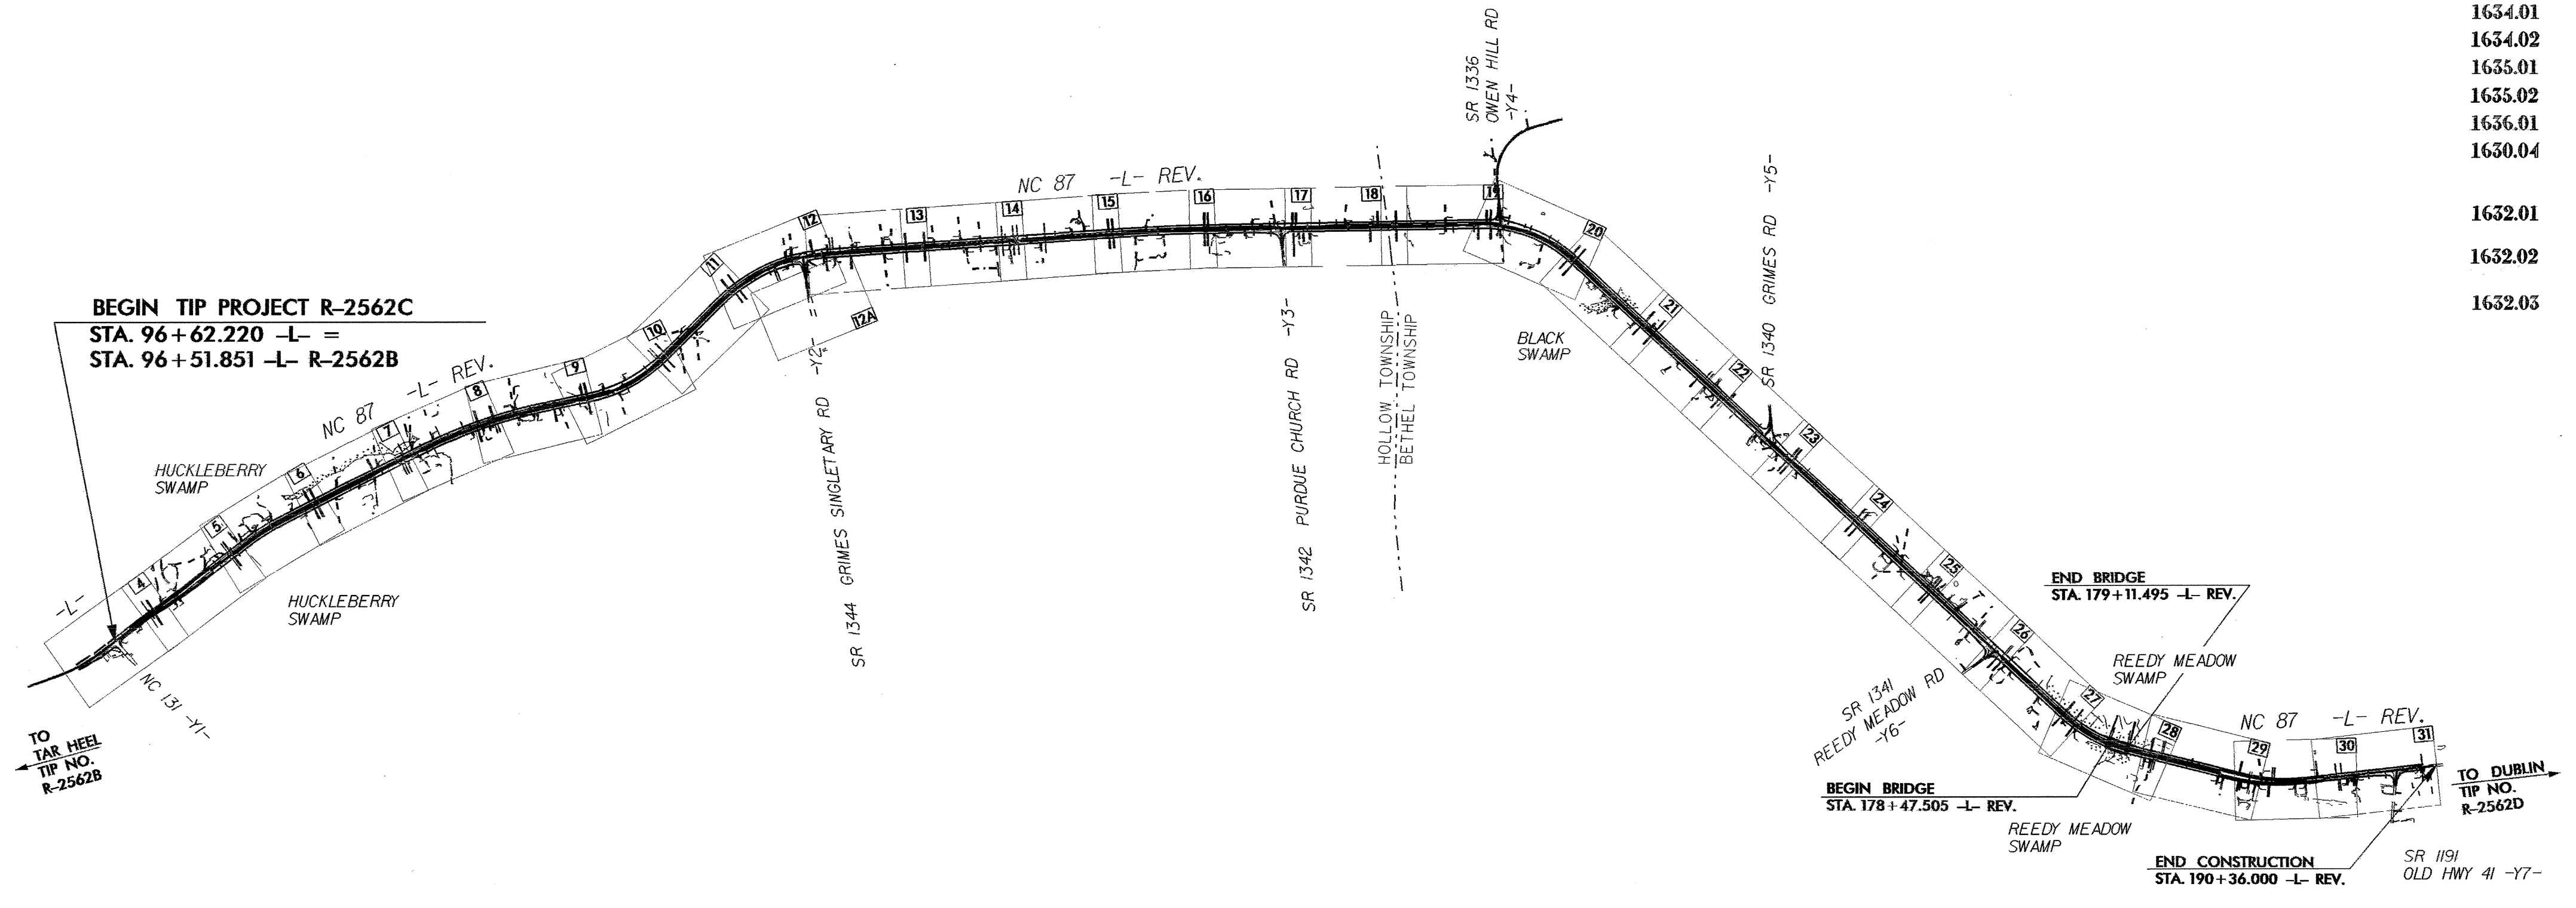 1634.01
1634.02
1635.01
1635.02
1636.01
1630.04
1632.01
1632.02
1632.03
SR 1336
OWEN HILL RD
-Y4-
SR 1340 GRIMES RD -Y5-
NC 87 -L- REV.
BEGIN TIP PROJECT R-2562C
STA. 96+62.220 -L- =
STA. 96+51.851 -L- R-2562B
NC 87 -L- REV.
HUCKLEBERRY
SWAMP
HUCKLEBERRY
SWAMP
-L-
NC 131 -Y1-
TO
TAR HEEL
TIP NO.
R-2562B
4
5
6
7
8
9
10
11
12
12A
13
14
15
16
17
18
19
20
21
22
23
24
25
26
27
28
29
30
31
SR 1344 GRIMES SINGLETARY RD -Y2-
SR 1342 PURDUE CHURCH RD -Y3-
HOLLOW TOWNSHIP
BETHEL TOWNSHIP
BLACK
SWAMP
END BRIDGE
STA. 179+11.495 -L- REV.
REEDY MEADOW
SWAMP
SR 1341
REEDY MEADOW RD
-Y6-
BEGIN BRIDGE
STA. 178+47.505 -L- REV.
REEDY MEADOW
SWAMP
NC 87 -L- REV.
TO DUBLIN
TIP NO.
R-2562D
END CONSTRUCTION
STA. 190+36.000 -L- REV.
SR 1191
OLD HWY 41 -Y7-